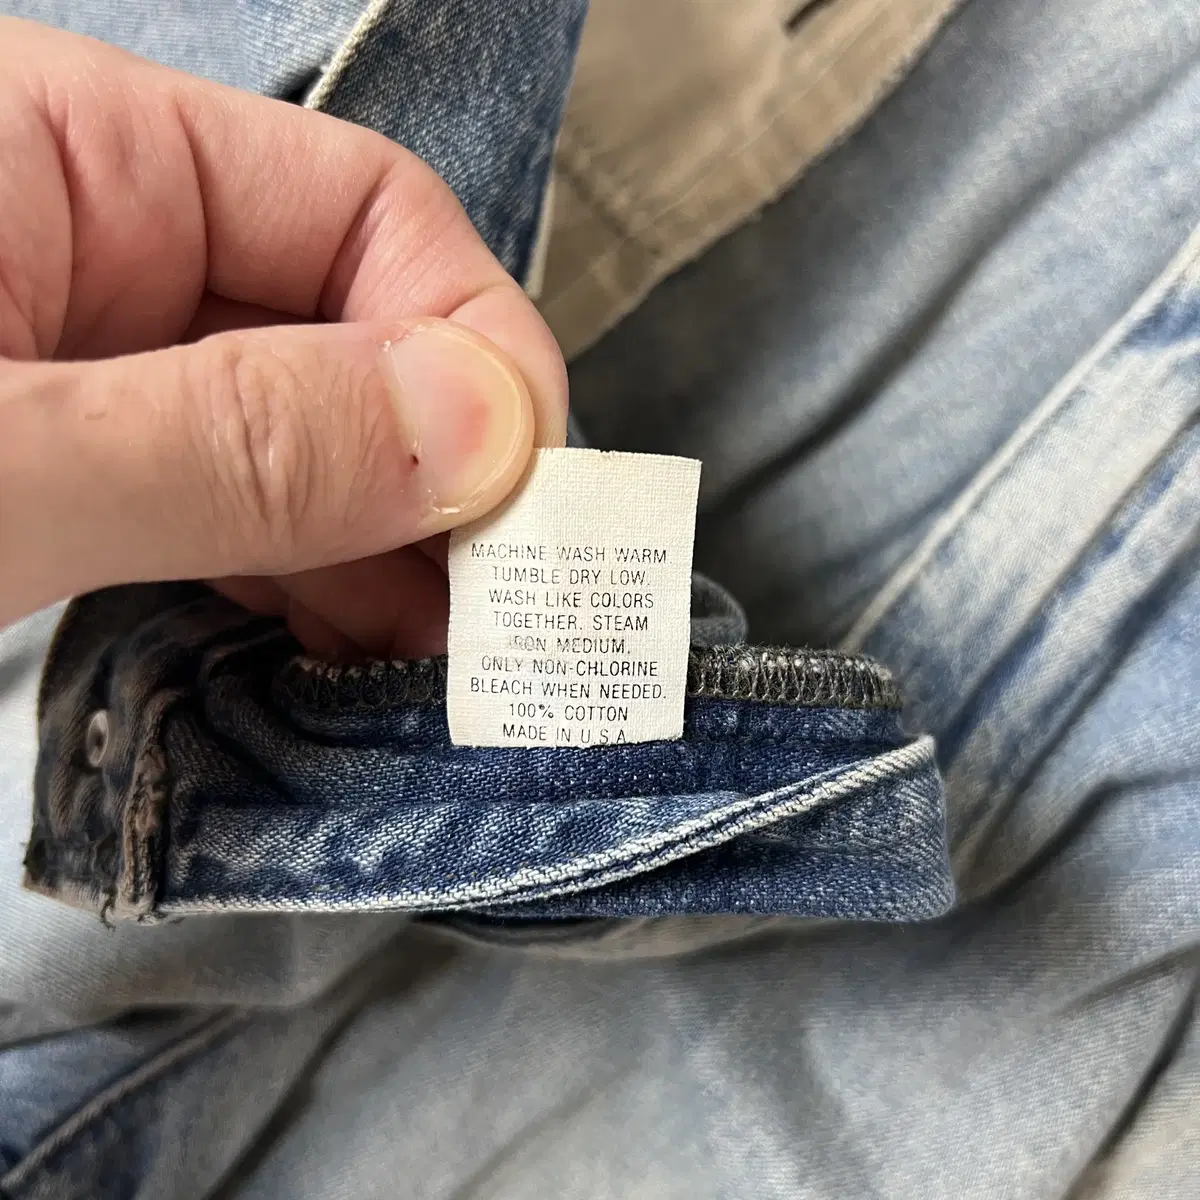 MACHINE WASH WARM.
TUMBLE DRY LOW.
WASH LIKE COLORS
TOGETHER. STEAM
IRON MEDIUM.
ONLY NON-CHLORINE
BLEACH WHEN NEEDED.
100% COTTON
MADE IN U.S.A.